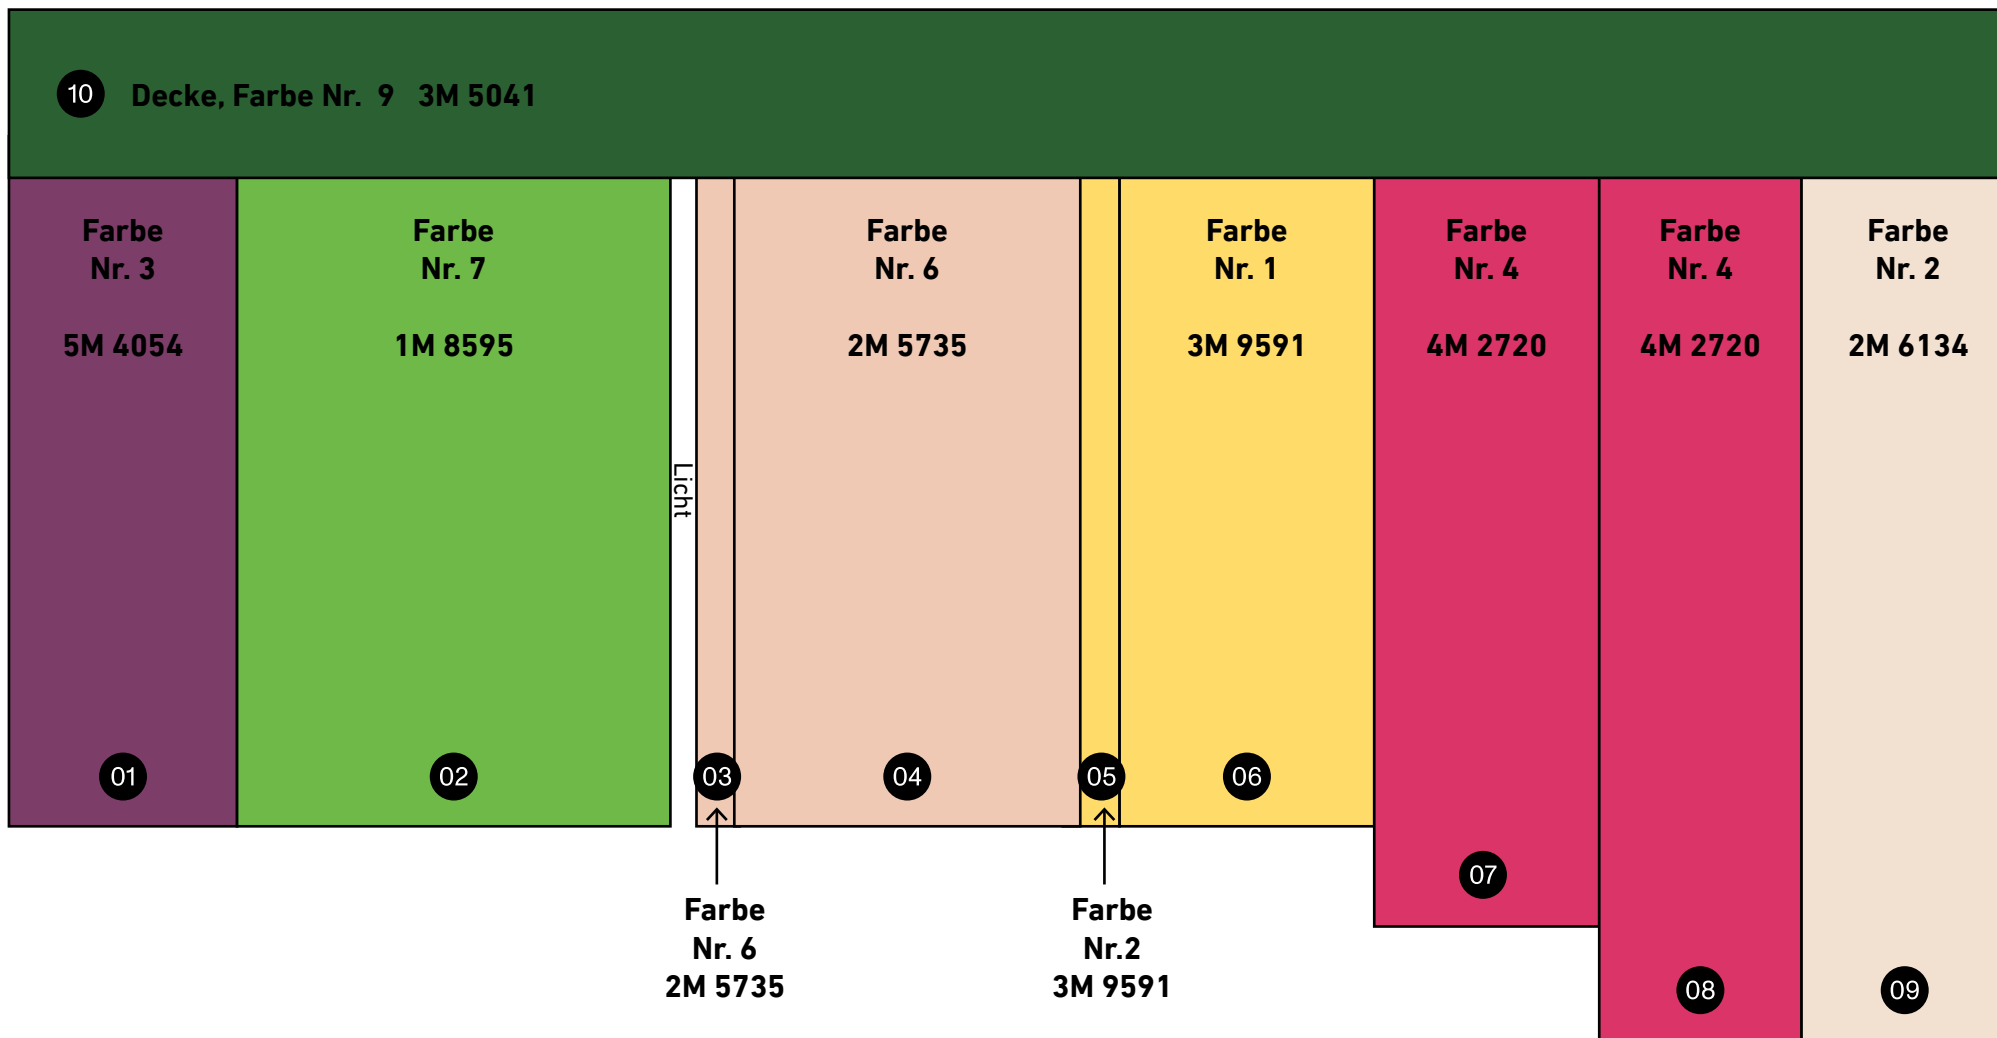 10 Decke, Farbe Nr. 9 3M 5041
Farbe
Nr. 3
5M 4054
01
Farbe
Nr. 7
1M 8595
02
Licht
03
Farbe
Nr. 6
2M 5735
Farbe
Nr. 6
2M 5735
04
05
Farbe
Nr.2
3M 9591
Farbe
Nr. 1
3M 9591
06
Farbe
Nr. 4
4M 2720
07
Farbe
Nr. 4
4M 2720
08
Farbe
Nr. 2
2M 6134
09